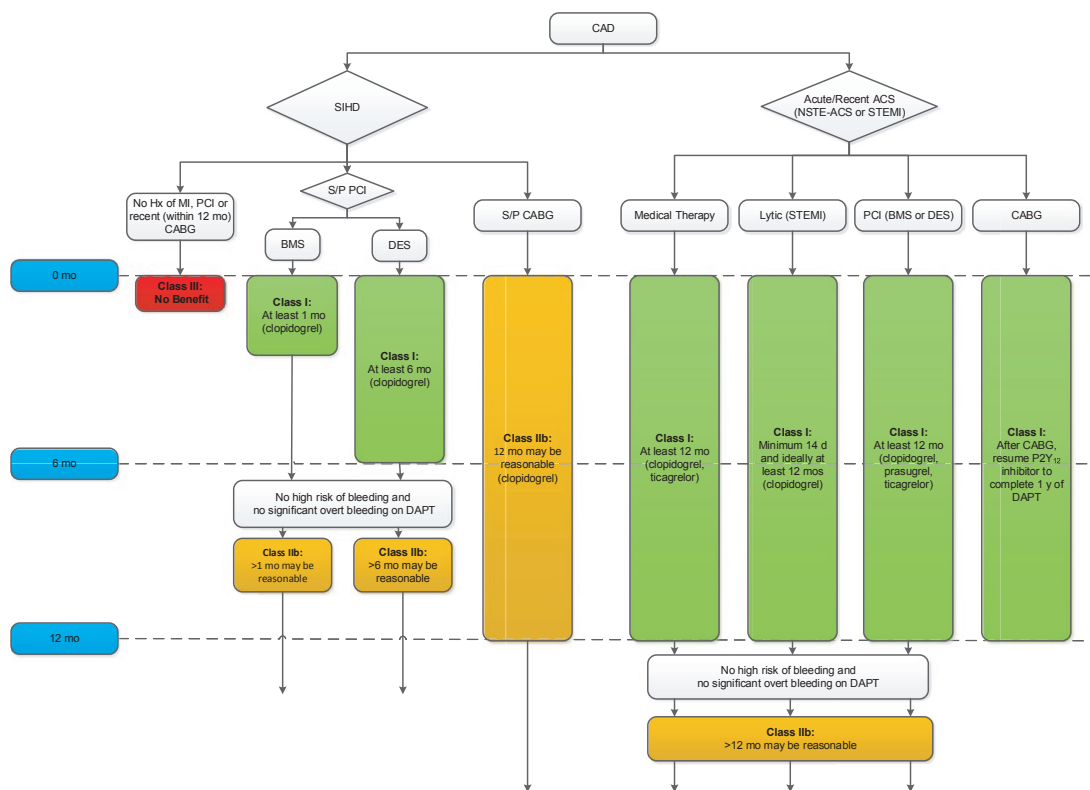 CAD
SIHD
Acute/Recent ACS
(NSTE-ACS or STEMI)
No Hx of MI, PCI or
recent (within 12 mo)
CABG
S/P PCI
S/P CABG
Medical Therapy
Lytic (STEMI)
PCI (BMS or DES)
CABG
BMS
DES
0 mo
Class III:
No Benefit
Class I:
At least 1 mo
(clopidogrel)
Class I:
At least 6 mo
(clopidogrel)
Class IIb:
12 mo may be
reasonable
(clopidogrel)
Class I:
At least 12 mo
(clopidogrel,
ticagrelor)
Class I:
Minimum 14 d
and ideally at
least 12 mos
(clopidogrel)
Class I:
At least 12 mo
(clopidogrel,
prasugrel,
ticagrelor)
Class I:
After CABG,
resume P2Y₁₂
inhibitor to
complete 1 y of
DAPT
6 mo
No high risk of bleeding and
no significant overt bleeding on DAPT
Class IIb:
>1 mo may be
reasonable
Class IIb:
>6 mo may be
reasonable
12 mo
No high risk of bleeding and
no significant overt bleeding on DAPT
Class IIb:
>12 mo may be reasonable